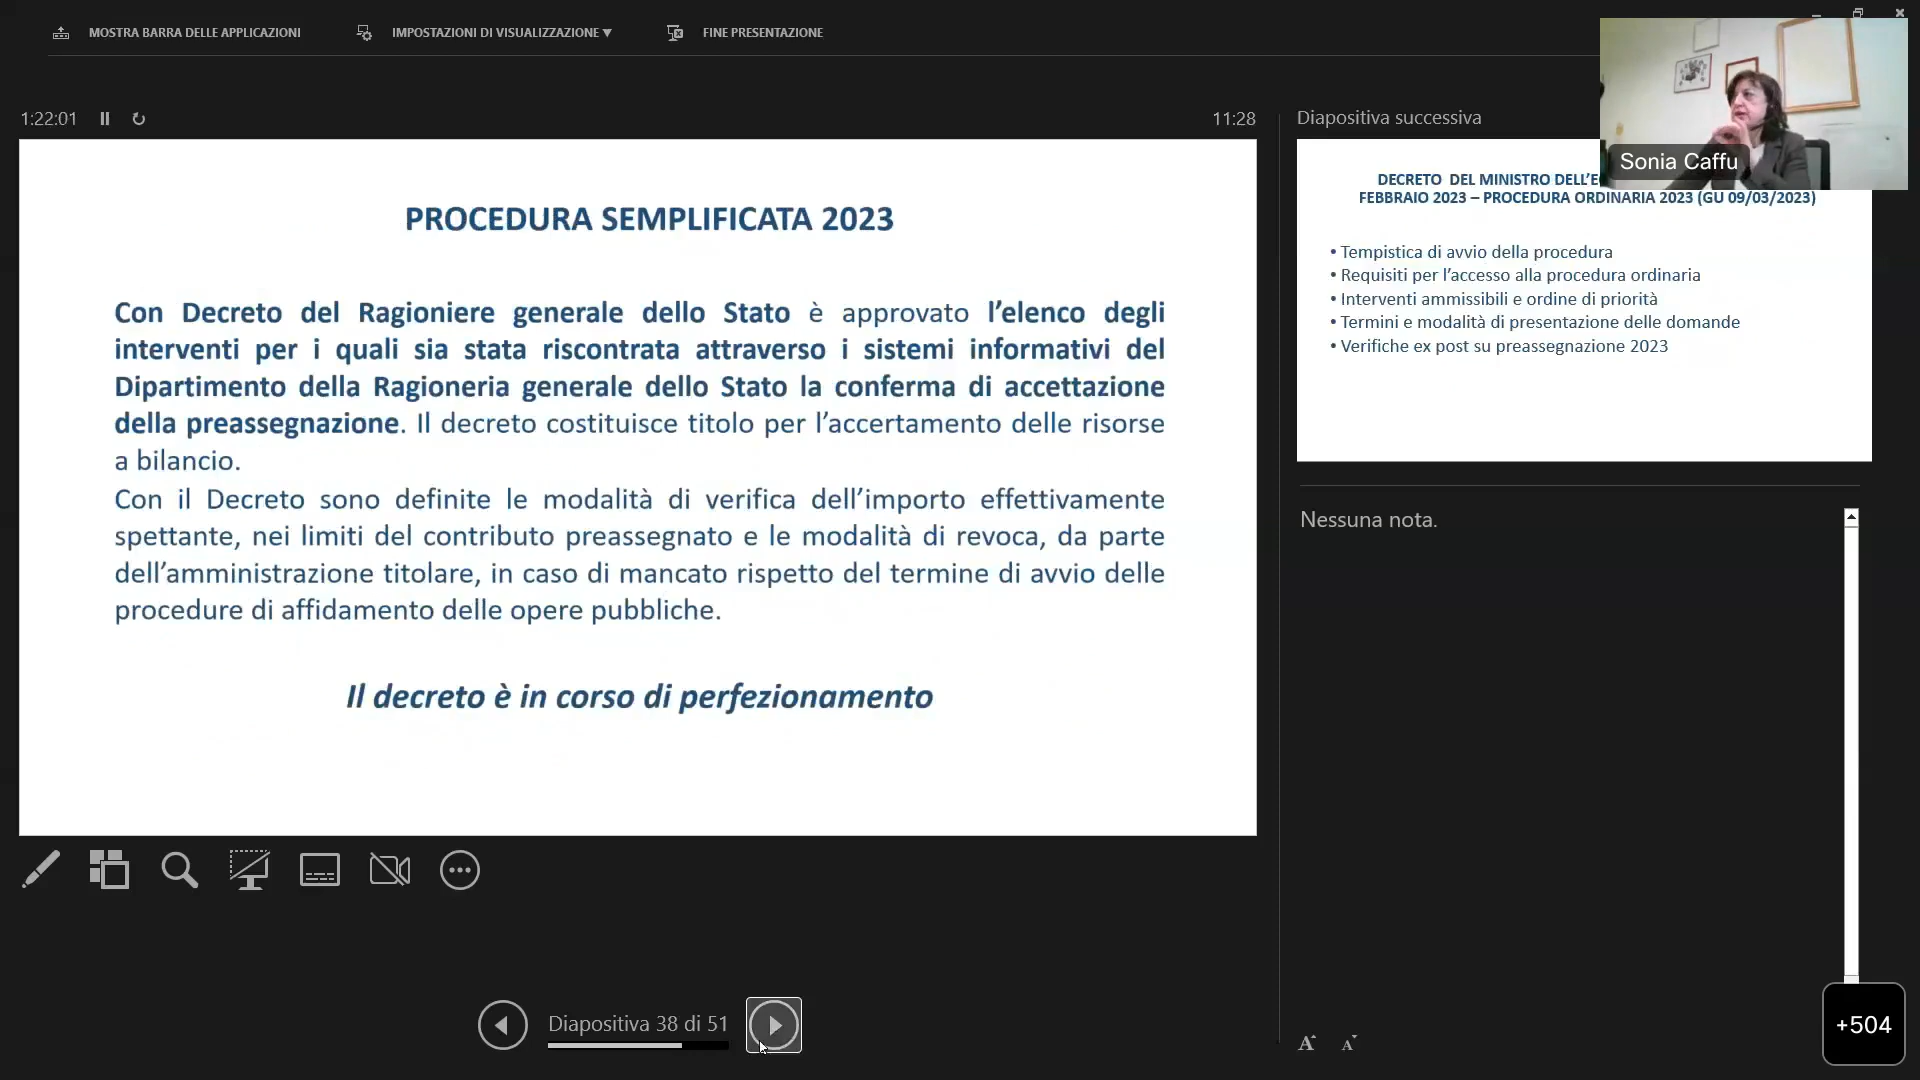 MOSTRA BARRA DELLE APPLICAZIONI
IMPOSTAZIONI DI VISUALIZZAZIONE ▼
FINE PRESENTAZIONE
1:22:01
11:28
PROCEDURA SEMPLIFICATA 2023
Con Decreto del Ragioniere generale dello Stato è approvato l’elenco degli
interventi per i quali sia stata riscontrata attraverso i sistemi informativi del
Dipartimento della Ragioneria generale dello Stato la conferma di accettazione
della preassegnazione. Il decreto costituisce titolo per l’accertamento delle risorse
a bilancio.
Con il Decreto sono definite le modalità di verifica dell’importo effettivamente
spettante, nei limiti del contributo preassegnato e le modalità di revoca, da parte
dell’amministrazione titolare, in caso di mancato rispetto del termine di avvio delle
procedure di affidamento delle opere pubbliche.
Il decreto è in corso di perfezionamento
Diapositiva 38 di 51
Diapositiva successiva
Sonia Caffu
DECRETO DEL MINISTRO
FEBBRAIO 2023 – PROCEDURA ORDINARIA 2023 (GU 09/03/2023)
• Tempistica di avvio della procedura
• Requisiti per l’accesso alla procedura ordinaria
• Interventi ammissibili e ordine di priorità
• Termini e modalità di presentazione delle domande
• Verifiche ex post su preassegnazione 2023
Nessuna nota.
A A
+504